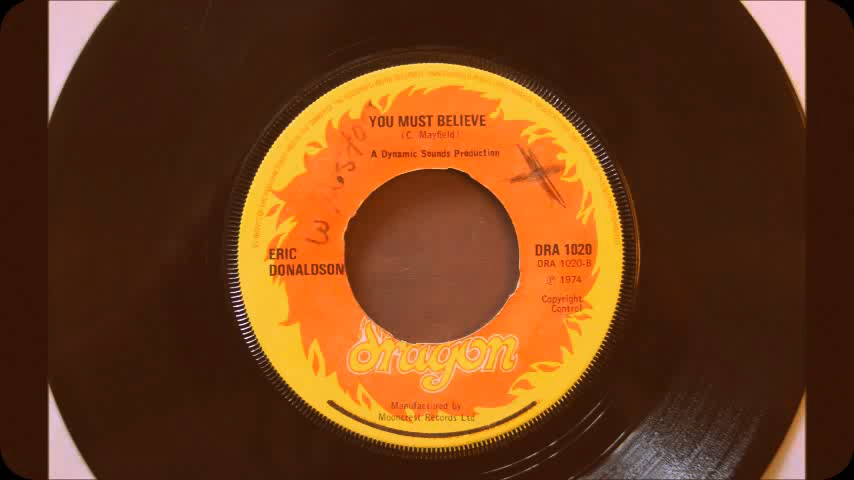 YOU MUST BELIEVE
(C. Mayfield)
A Dynamic Sounds Production
ERIC
DONALDSON
DRA 1020
DRA 1020-B
℗ 1974
Copyright
Control
dragon
Manufactured by
Mooncrest Records Ltd